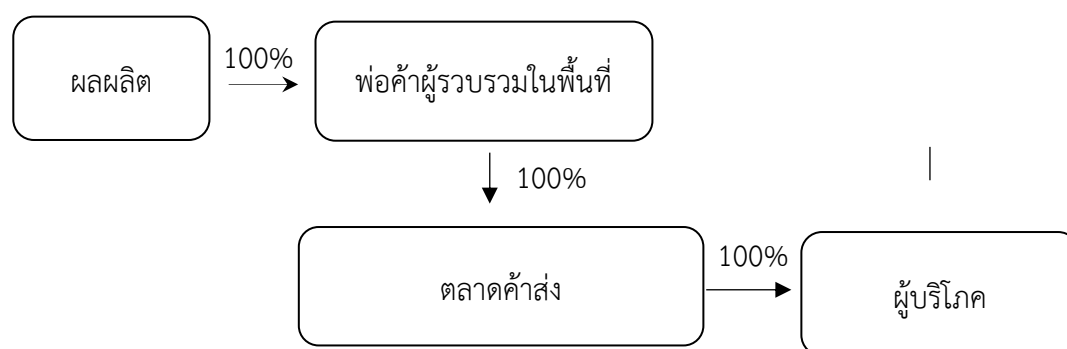 ผลผลิต
100%
พ่อค้าผู้รวบรวมในพื้นที่
100%
ตลาดค้าส่ง
100%
ผู้บริโภค